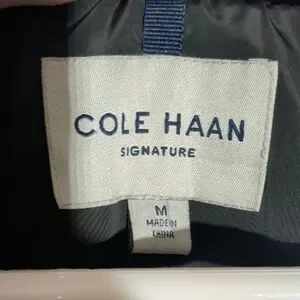 COLE HAAN
SIGNATURE
M
MADE IN
CHINA